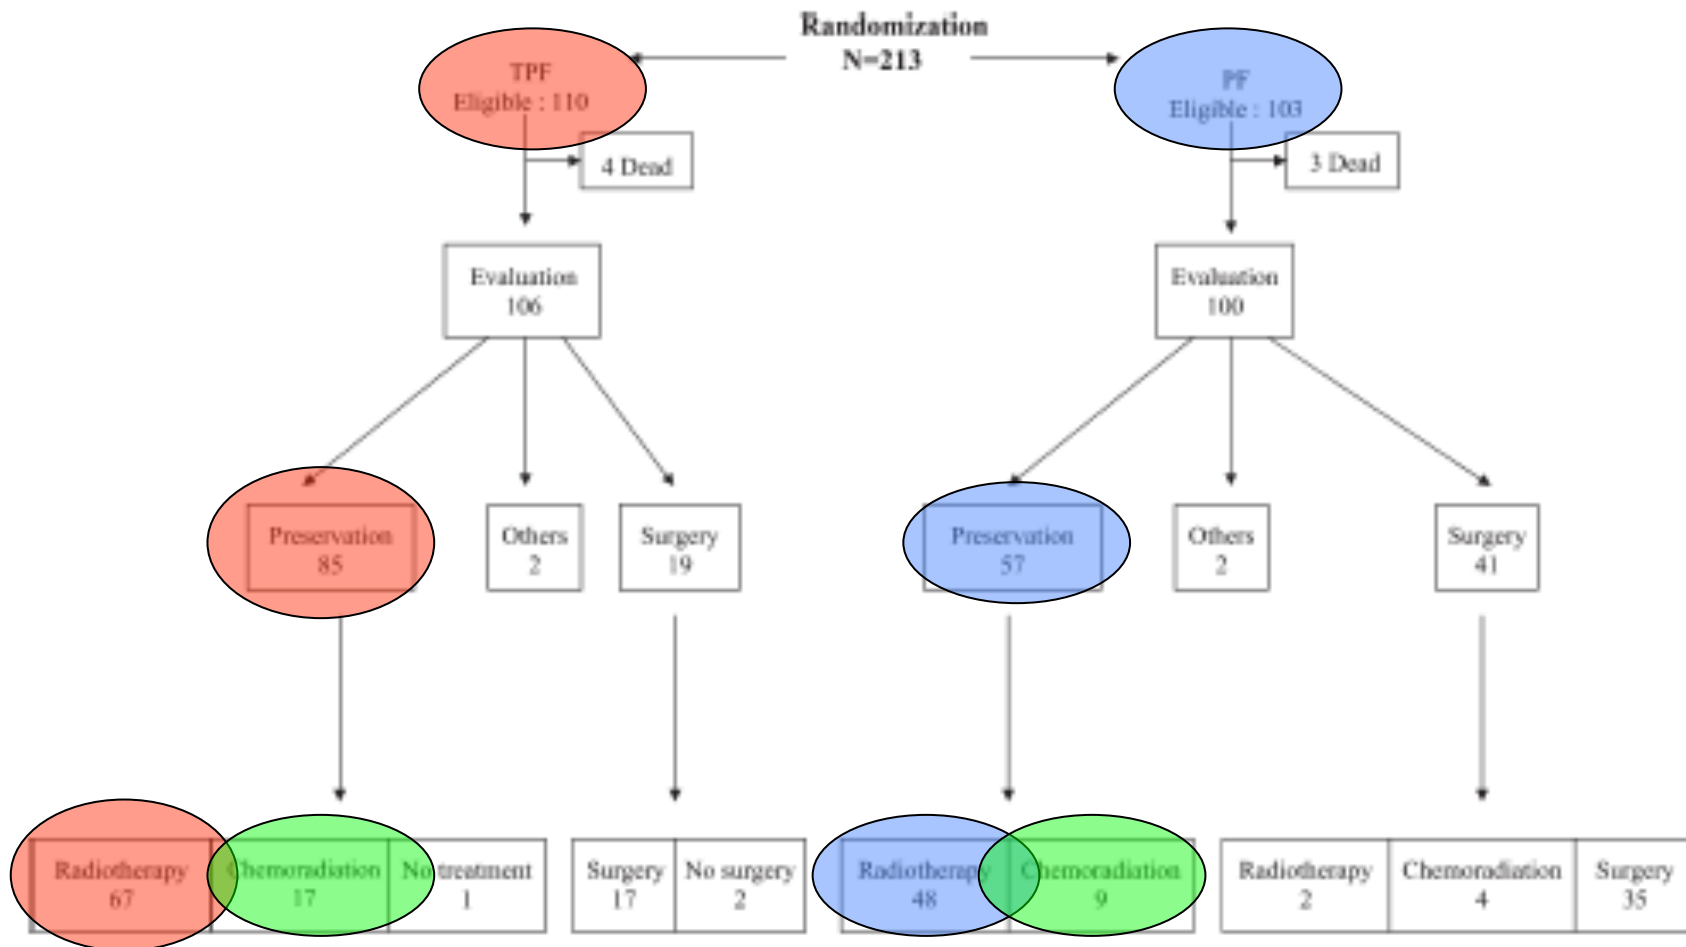 Randomization
N=213
TPF
Eligible : 110
PF
Eligible : 103
4 Dead
3 Dead
Evaluation
106
Evaluation
100
Preservation
85
Others
2
Surgery
19
Preservation
57
Others
2
Surgery
41
Radiotherapy
67
Chemoradiation
17
No treatment
1
Surgery
17
No surgery
2
Radiotherapy
48
Chemoradiation
9
Radiotherapy
2
Chemoradiation
4
Surgery
35